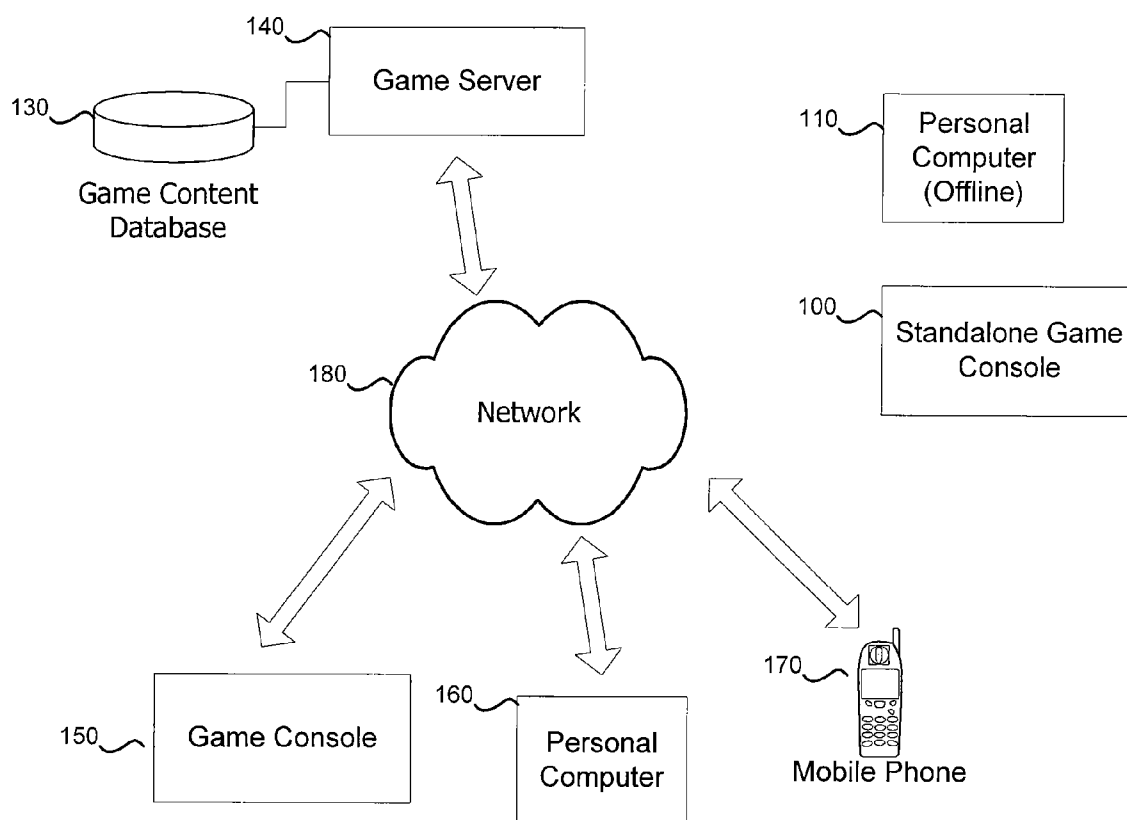 140
Game Server
130
Game Content
Database
110
Personal
Computer
(Offline)
100
Standalone Game
Console
180
Network
150
Game Console
160
Personal
Computer
170
Mobile Phone